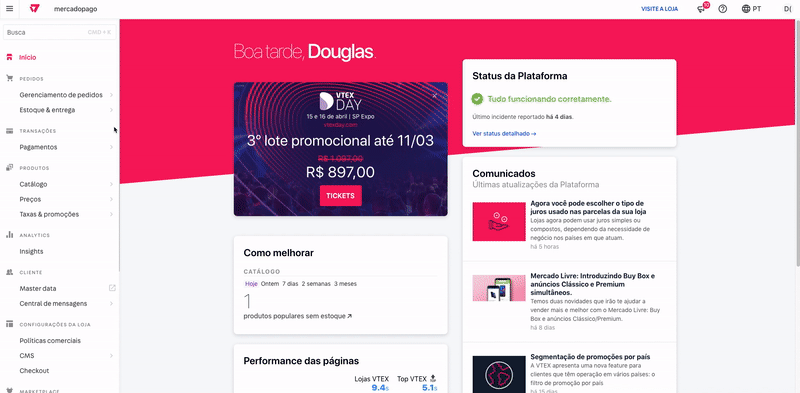 mercadopago
VISITE A LOJA
10
PT
D(
Busca
Início
PEDIDOS
Gerenciamento de pedidos
Estoque & entrega
TRANSAÇÕES
Pagamentos
PRODUTOS
Catálogo
Preços
Taxas & promoções
ANALYTICS
Insights
CLIENTE
Master data
Central de mensagens
CONFIGURAÇÕES DA LOJA
Políticas comerciais
CMS
Checkout
MARKETPLACE
Boa tarde, Douglas.
VTEX
DAY
15 e 16 de abril | SP Expo
vtexday.com
3º lote promocional até 11/03
R$ 1.097,00
R$ 897,00
TICKETS
Como melhorar
CATÁLOGO
Hoje Ontem 7 dias 2 semanas 3 meses
1
produtos populares sem estoque
Performance das páginas
Lojas VTEX
9.4s
Top VTEX
5.1s
Status da Plataforma
Tudo funcionando corretamente.
Último incidente reportado há 4 dias.
Ver status detalhado →
Comunicados
Últimas atualizações da Plataforma
Agora você pode escolher o tipo de
juros usado nas parcelas da sua loja
Lojas agora podem usar juros simples ou
compostos, dependendo da necessidade de
negócio nos países em que atuam.
há 5 horas
Mercado Livre: Introduzindo Buy Box e
anúncios Clássico e Premium
simultâneos.
Temos duas novidades que irão te ajudar a
vender mais e melhor com o Mercado Livre: Buy
Box e anúncios Clássico/Premium.
há 8 dias
Segmentação de promoções por país
A VTEX apresenta uma nova feature para
clientes que têm operação em vários países: o
filtro de promoção por país
há 15 dias